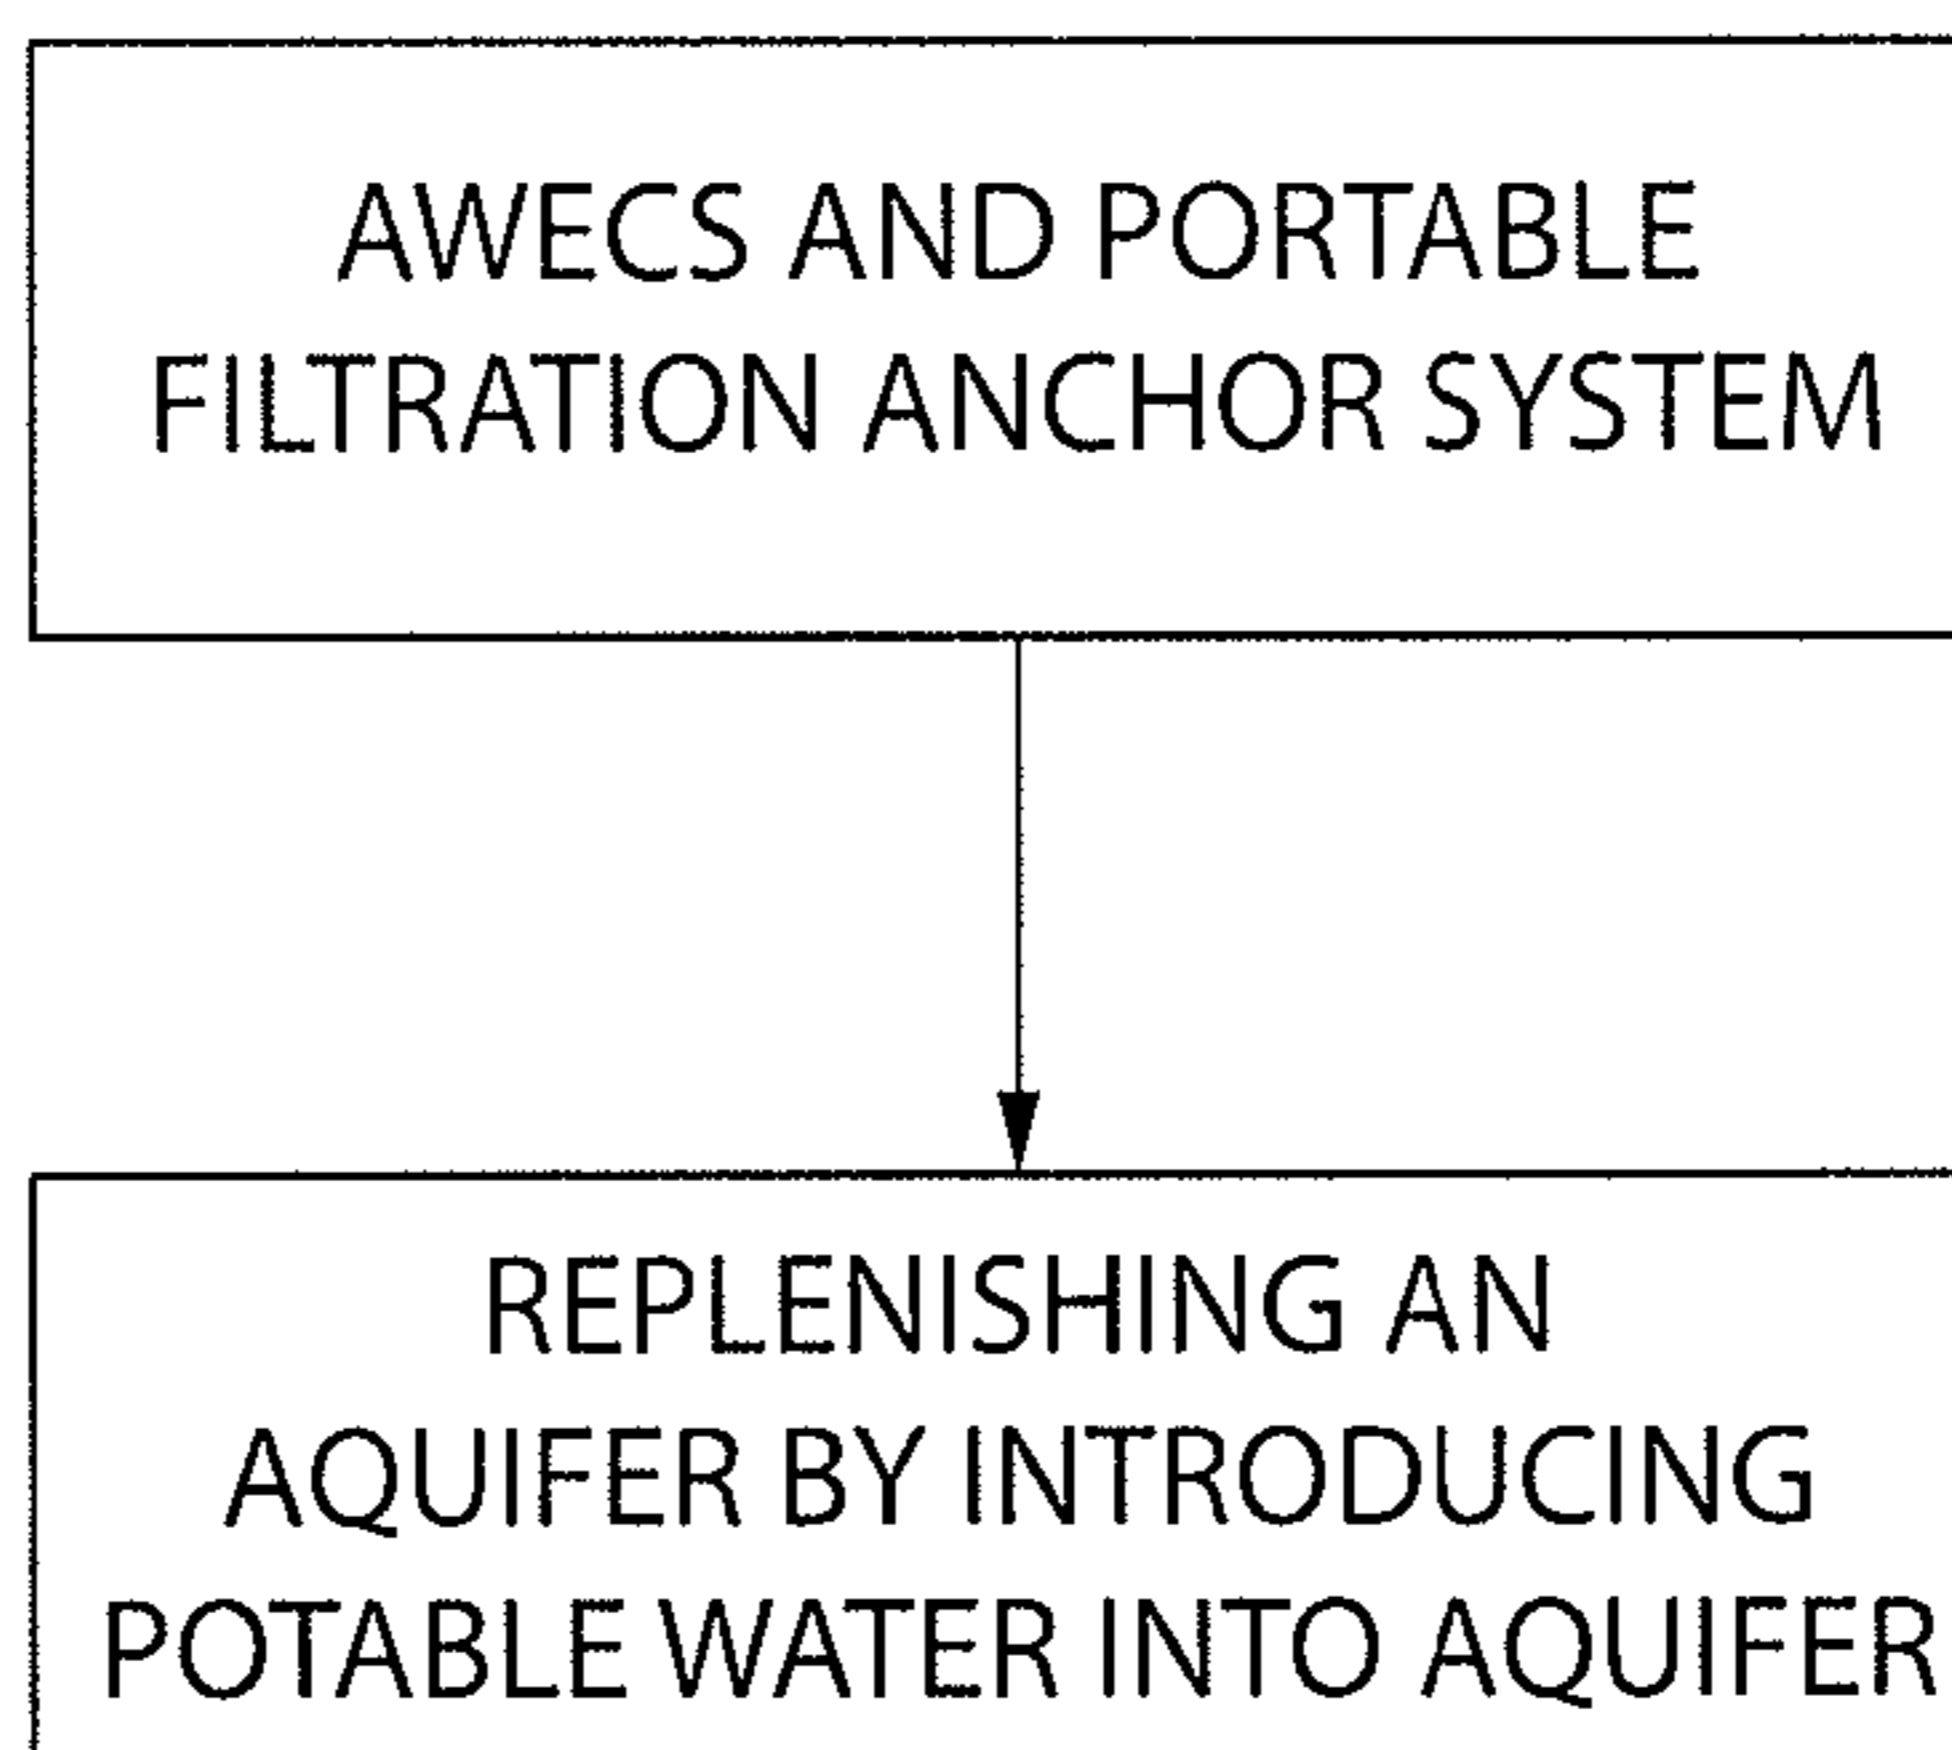 AWECS AND PORTABLE
FILTRATION ANCHOR SYSTEM
REPLENISHING AN
AQUIFER BY INTRODUCING
POTABLE WATER INTO AQUIFER